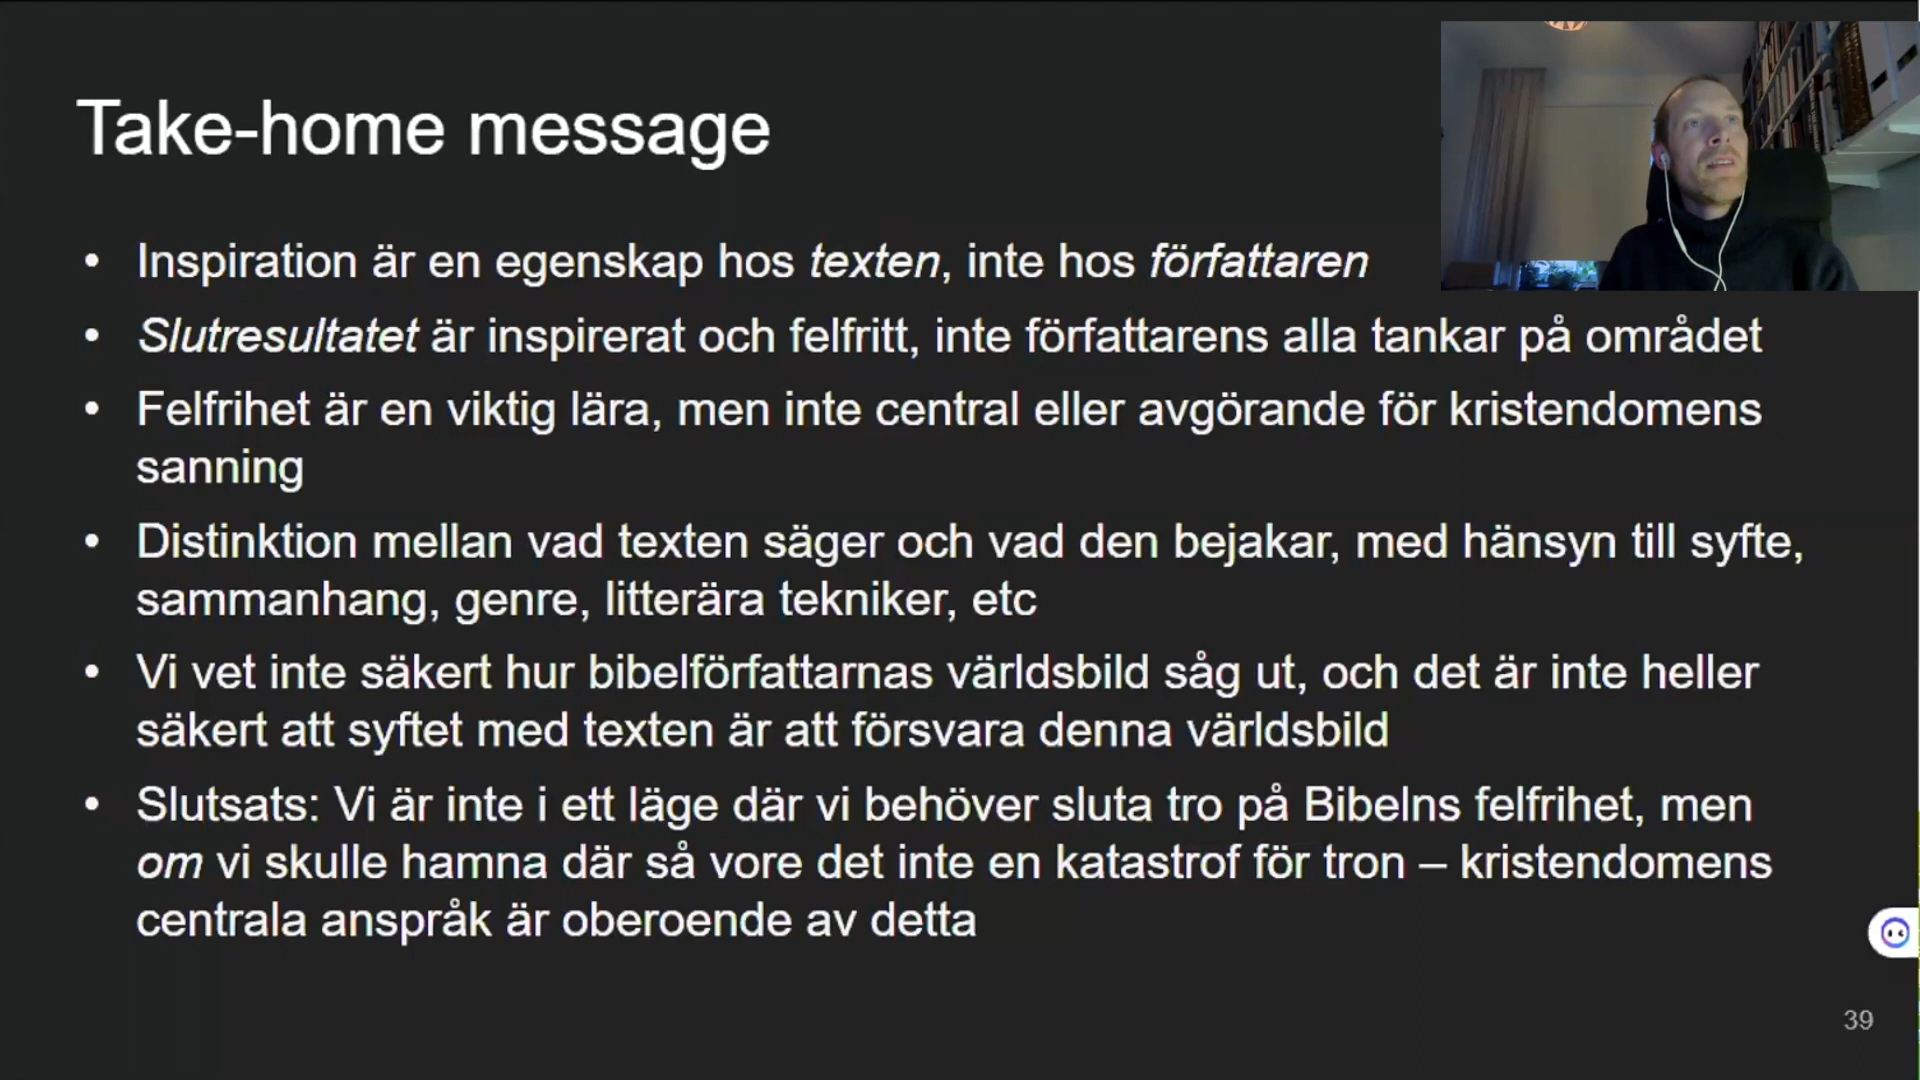 Take-home message
• Inspiration är en egenskap hos texten, inte hos författaren
• Slutresultatet är inspirerat och felfritt, inte författarens alla tankar på området
• Felfrihet är en viktig lära, men inte central eller avgörande för kristendomens
sanning
• Distinktion mellan vad texten säger och vad den bejakar, med hänsyn till syfte,
sammanhang, genre, litterära tekniker, etc
• Vi vet inte säkert hur bibelförfattarnas världsbild såg ut, och det är inte heller
säkert att syftet med texten är att försvara denna världsbild
• Slutsats: Vi är inte i ett läge där vi behöver sluta tro på Bibelns felfrihet, men
om vi skulle hamna där så vore det inte en katastrof för tron – kristendomens
centrala anspråk är oberoende av detta
39